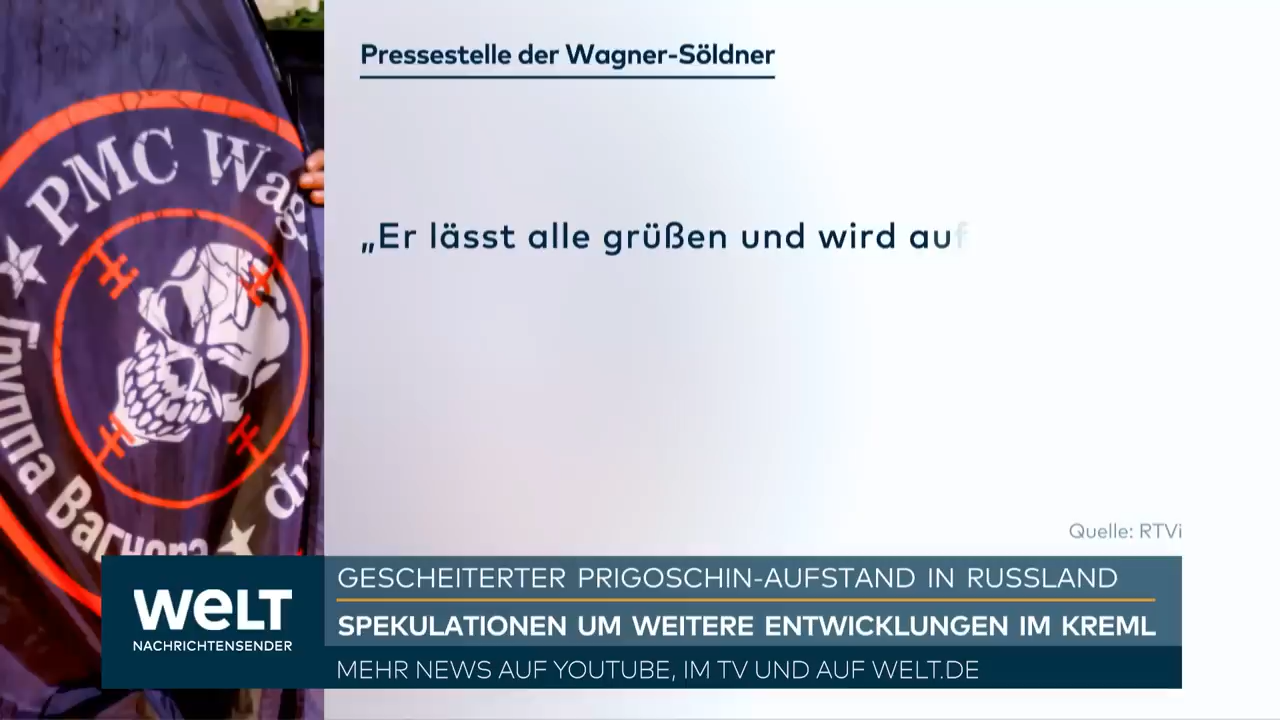 Pressestelle der Wagner-Söldner
PMC Wag
„Er lässt alle grüßen und wird auf
Группа Вагнера
Quelle: RTVi
GESCHEITERTER PRIGOSCHIN-AUFSTAND IN RUSSLAND
welt
NACHRICHTENSENDER
SPEKULATIONEN UM WEITERE ENTWICKLUNGEN IM KREML
MEHR NEWS AUF YOUTUBE, IM TV UND AUF WELT.DE